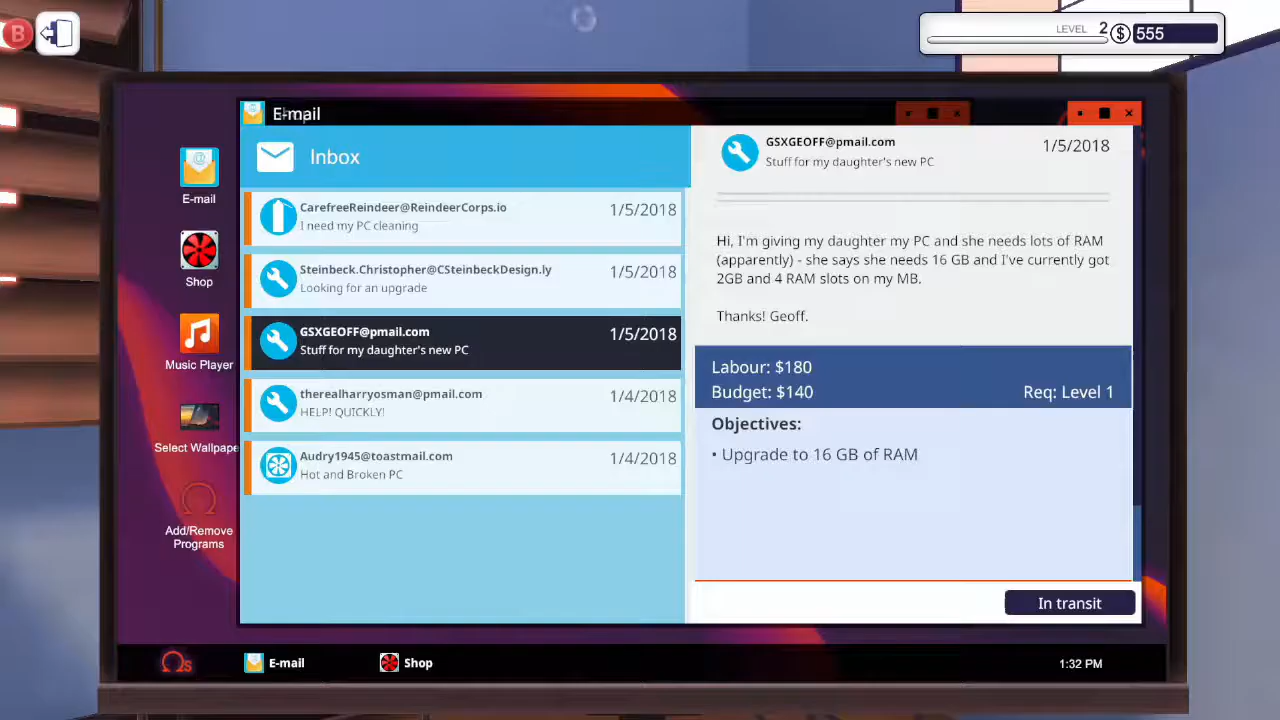 B
LEVEL 2 $ 555
E-mail
Inbox
CarefreeReindeer@ReindeerCorps.io 1/5/2018
I need my PC cleaning
Steinbeck.Christopher@CSteinbeckDesign.ly 1/5/2018
Looking for an upgrade
GSXGEOFF@pmail.com 1/5/2018
Stuff for my daughter's new PC
therealharryosman@pmail.com 1/4/2018
HELP! QUICKLY!
Audry1945@toastmail.com 1/4/2018
Hot and Broken PC
GSXGEOFF@pmail.com 1/5/2018
Stuff for my daughter's new PC
Hi, I'm giving my daughter my PC and she needs lots of RAM
(apparently) - she says she needs 16 GB and I've currently got
2GB and 4 RAM slots on my MB.
Thanks! Geoff.
Labour: $180
Budget: $140 Req: Level 1
Objectives:
• Upgrade to 16 GB of RAM
In transit
E-mail
Shop
Music Player
Select Wallpape
Add/Remove
Programs
Ωs E-mail Shop 1:32 PM